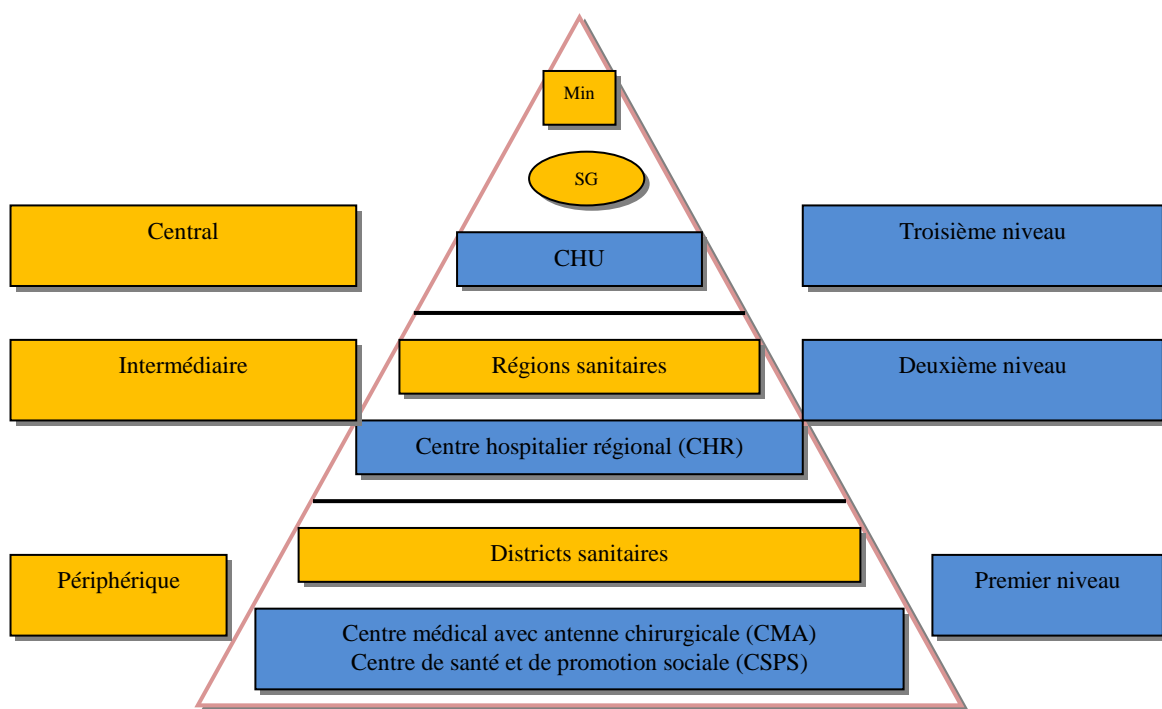 Min
SG
Central
CHU
Troisième niveau
Intermédiaire
Régions sanitaires
Deuxième niveau
Centre hospitalier régional (CHR)
Districts sanitaires
Périphérique
Premier niveau
Centre médical avec antenne chirurgicale (CMA)
Centre de santé et de promotion sociale (CSPS)